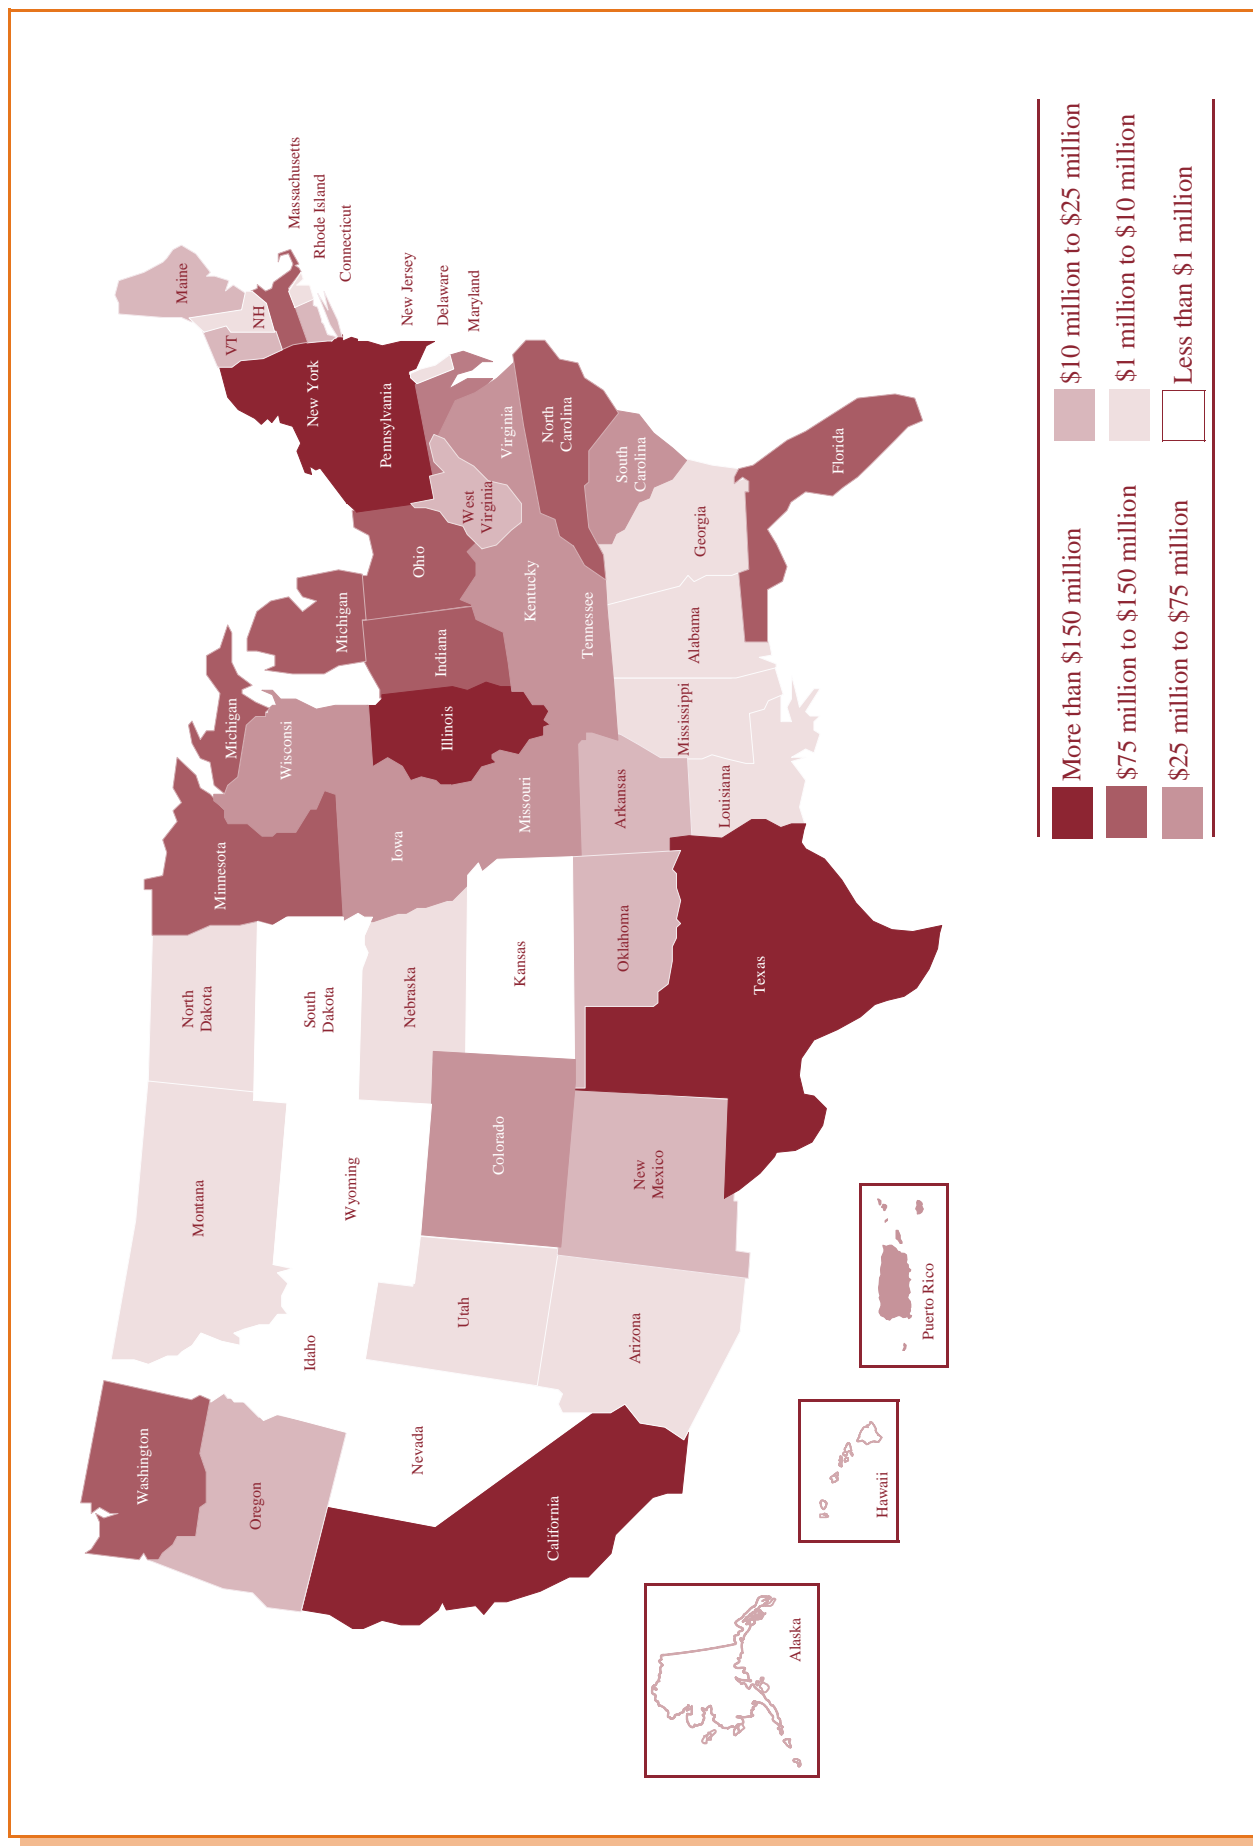 Washington
Oregon
California
Nevada
Idaho
Montana
Wyoming
Utah
Arizona
Colorado
New
Mexico
North
Dakota
South
Dakota
Nebraska
Kansas
Oklahoma
Texas
Minnesota
Iowa
Missouri
Arkansas
Louisiana
Wisconsi
Illinois
Michigan
Michigan
Indiana
Ohio
Kentucky
Tennessee
Mississippi
Alabama
Georgia
Florida
South
Carolina
North
Carolina
Virginia
West
Virginia
Pennsylvania
New York
VT
NH
Maine
Massachusetts
Rhode Island
Connecticut
New Jersey
Delaware
Maryland
Alaska
Hawaii
Puerto Rico
More than $150 million
$75 million to $150 million
$25 million to $75 million
$10 million to $25 million
$1 million to $10 million
Less than $1 million